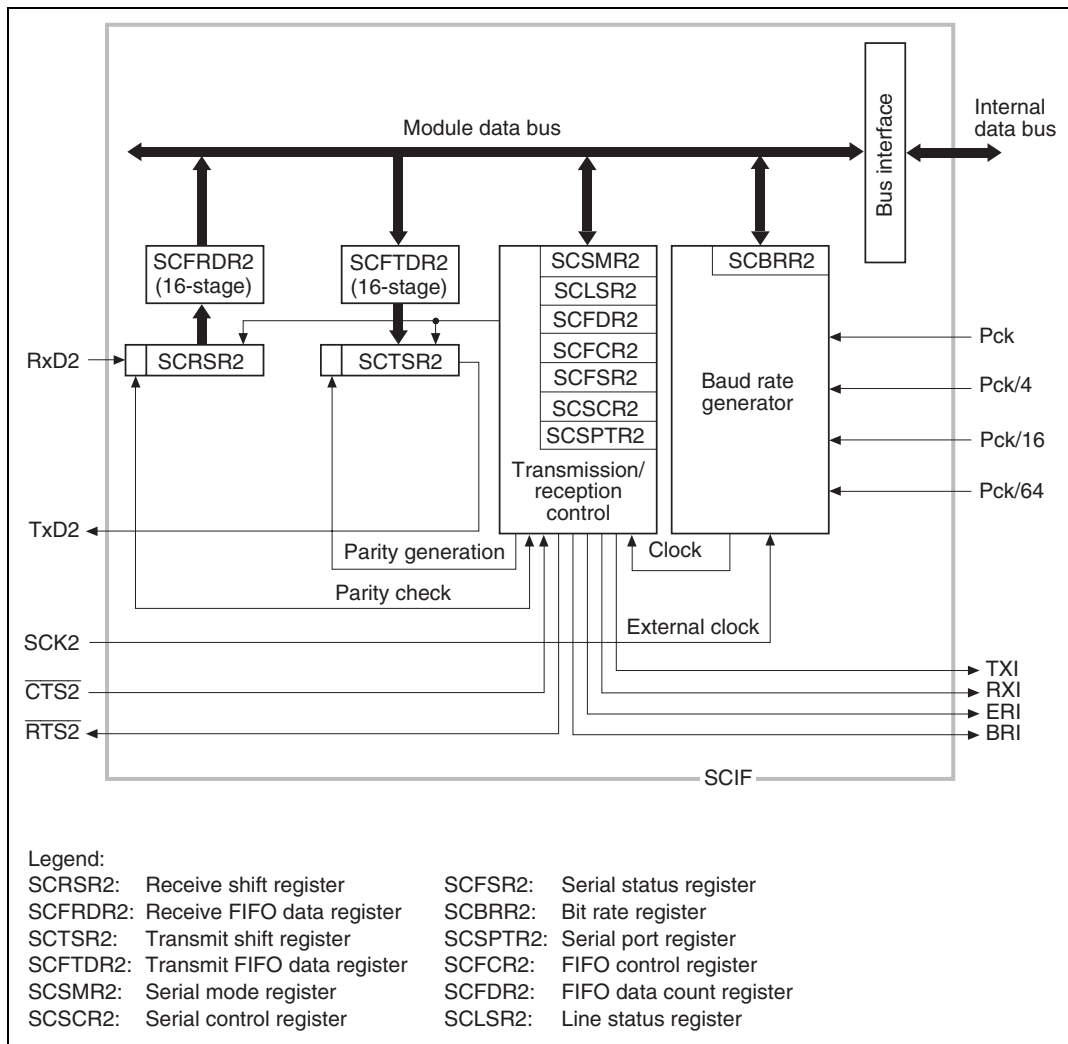 Module data bus
Internal
data bus
Bus interface
SCFRDR2
(16-stage)
SCFTDR2
(16-stage)
SCSMR2
SCLSR2
SCFDR2
SCFCR2
SCFSR2
SCSCR2
SCSPTR2
Transmission/
reception
control
SCBRR2
Baud rate
generator
RxD2
SCRSR2
SCTSR2
Pck
Pck/4
Pck/16
Pck/64
TxD2
Parity generation
Clock
Parity check
SCK2
External clock
CTS2
RTS2
TXI
RXI
ERI
BRI
SCIF
Legend:
SCRSR2: Receive shift register
SCFRDR2: Receive FIFO data register
SCTSR2: Transmit shift register
SCFTDR2: Transmit FIFO data register
SCSMR2: Serial mode register
SCSCR2: Serial control register
SCFSR2: Serial status register
SCBRR2: Bit rate register
SCSPTR2: Serial port register
SCFCR2: FIFO control register
SCFDR2: FIFO data count register
SCLSR2: Line status register